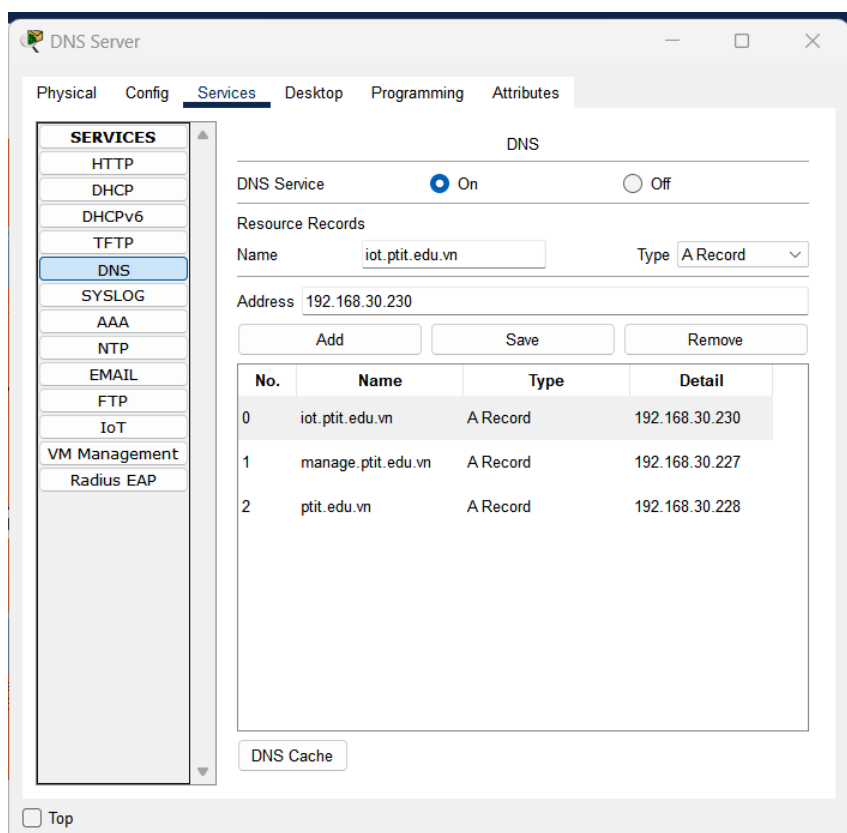 DNS Server
Physical Config Services Desktop Programming Attributes
SERVICES
HTTP
DHCP
DHCPv6
TFTP
DNS
SYSLOG
AAA
NTP
EMAIL
FTP
IoT
VM Management
Radius EAP
DNS
DNS Service On Off
Resource Records
Name iot.ptit.edu.vn Type A Record
Address 192.168.30.230
Add Save Remove
No. Name Type Detail
0 iot.ptit.edu.vn A Record 192.168.30.230
1 manage.ptit.edu.vn A Record 192.168.30.227
2 ptit.edu.vn A Record 192.168.30.228
DNS Cache
Top